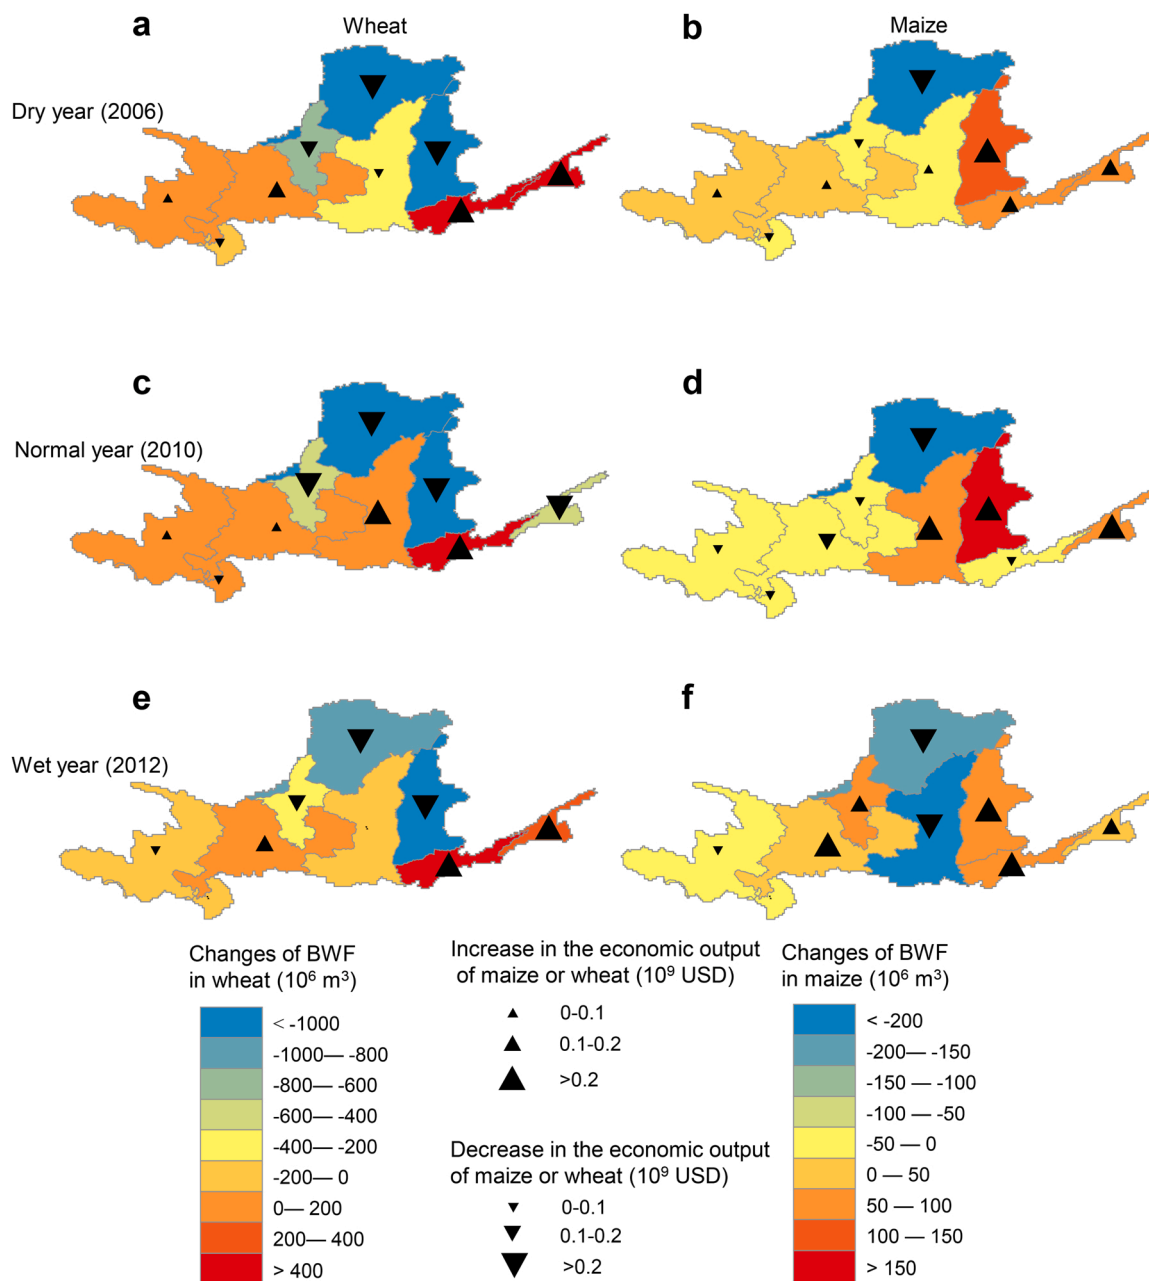 a
Wheat
b
Maize
Dry year (2006)
c
d
Normal year (2010)
e
f
Wet year (2012)
Changes of BWF
in wheat (10⁶ m³)
< -1000
-1000— -800
-800— -600
-600— -400
-400— -200
-200— 0
0— 200
200— 400
> 400
Increase in the economic output
of maize or wheat (10⁹ USD)
0-0.1
0.1-0.2
>0.2
Decrease in the economic output
of maize or wheat (10⁹ USD)
0-0.1
0.1-0.2
>0.2
Changes of BWF
in maize (10⁶ m³)
< -200
-200— -150
-150 — -100
-100 — -50
-50 — 0
0 — 50
50 — 100
100 — 150
> 150